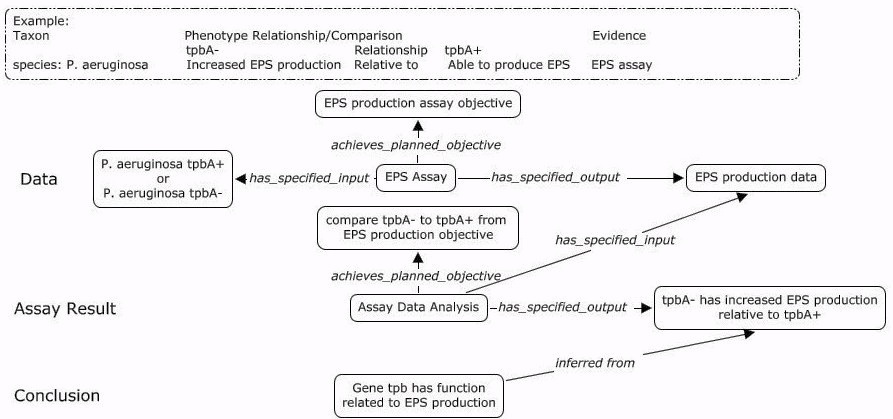 Example:
Taxon Phenotype Relationship/Comparison Evidence
tpbA- Relationship tpbA+
species: P. aeruginosa Increased EPS production Relative to Able to produce EPS EPS assay
EPS production assay objective
achieves_planned_objective
Data
P. aeruginosa tpbA+
or
P. aeruginosa tpbA-
has_specified_input
EPS Assay
has_specified_output
EPS production data
compare tpbA- to tpbA+ from
EPS production objective
has_specified_input
achieves_planned_objective
Assay Result
Assay Data Analysis
has_specified_output
tpbA- has increased EPS production
relative to tpbA+
inferred from
Conclusion
Gene tpb has function
related to EPS production